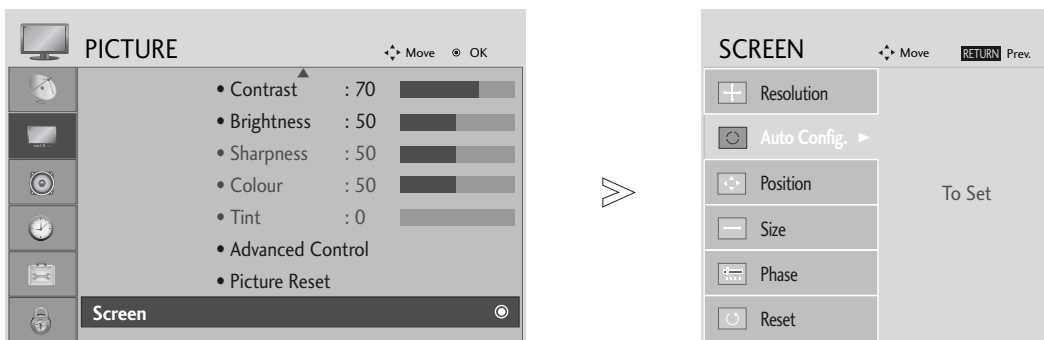 PICTURE
Move
OK
• Contrast : 70
• Brightness : 50
• Sharpness : 50
• Colour : 50
• Tint : 0
• Advanced Control
• Picture Reset
Screen
SCREEN
Move
RETURN Prev.
Resolution
Auto Config.
Position
Size
Phase
Reset
To Set